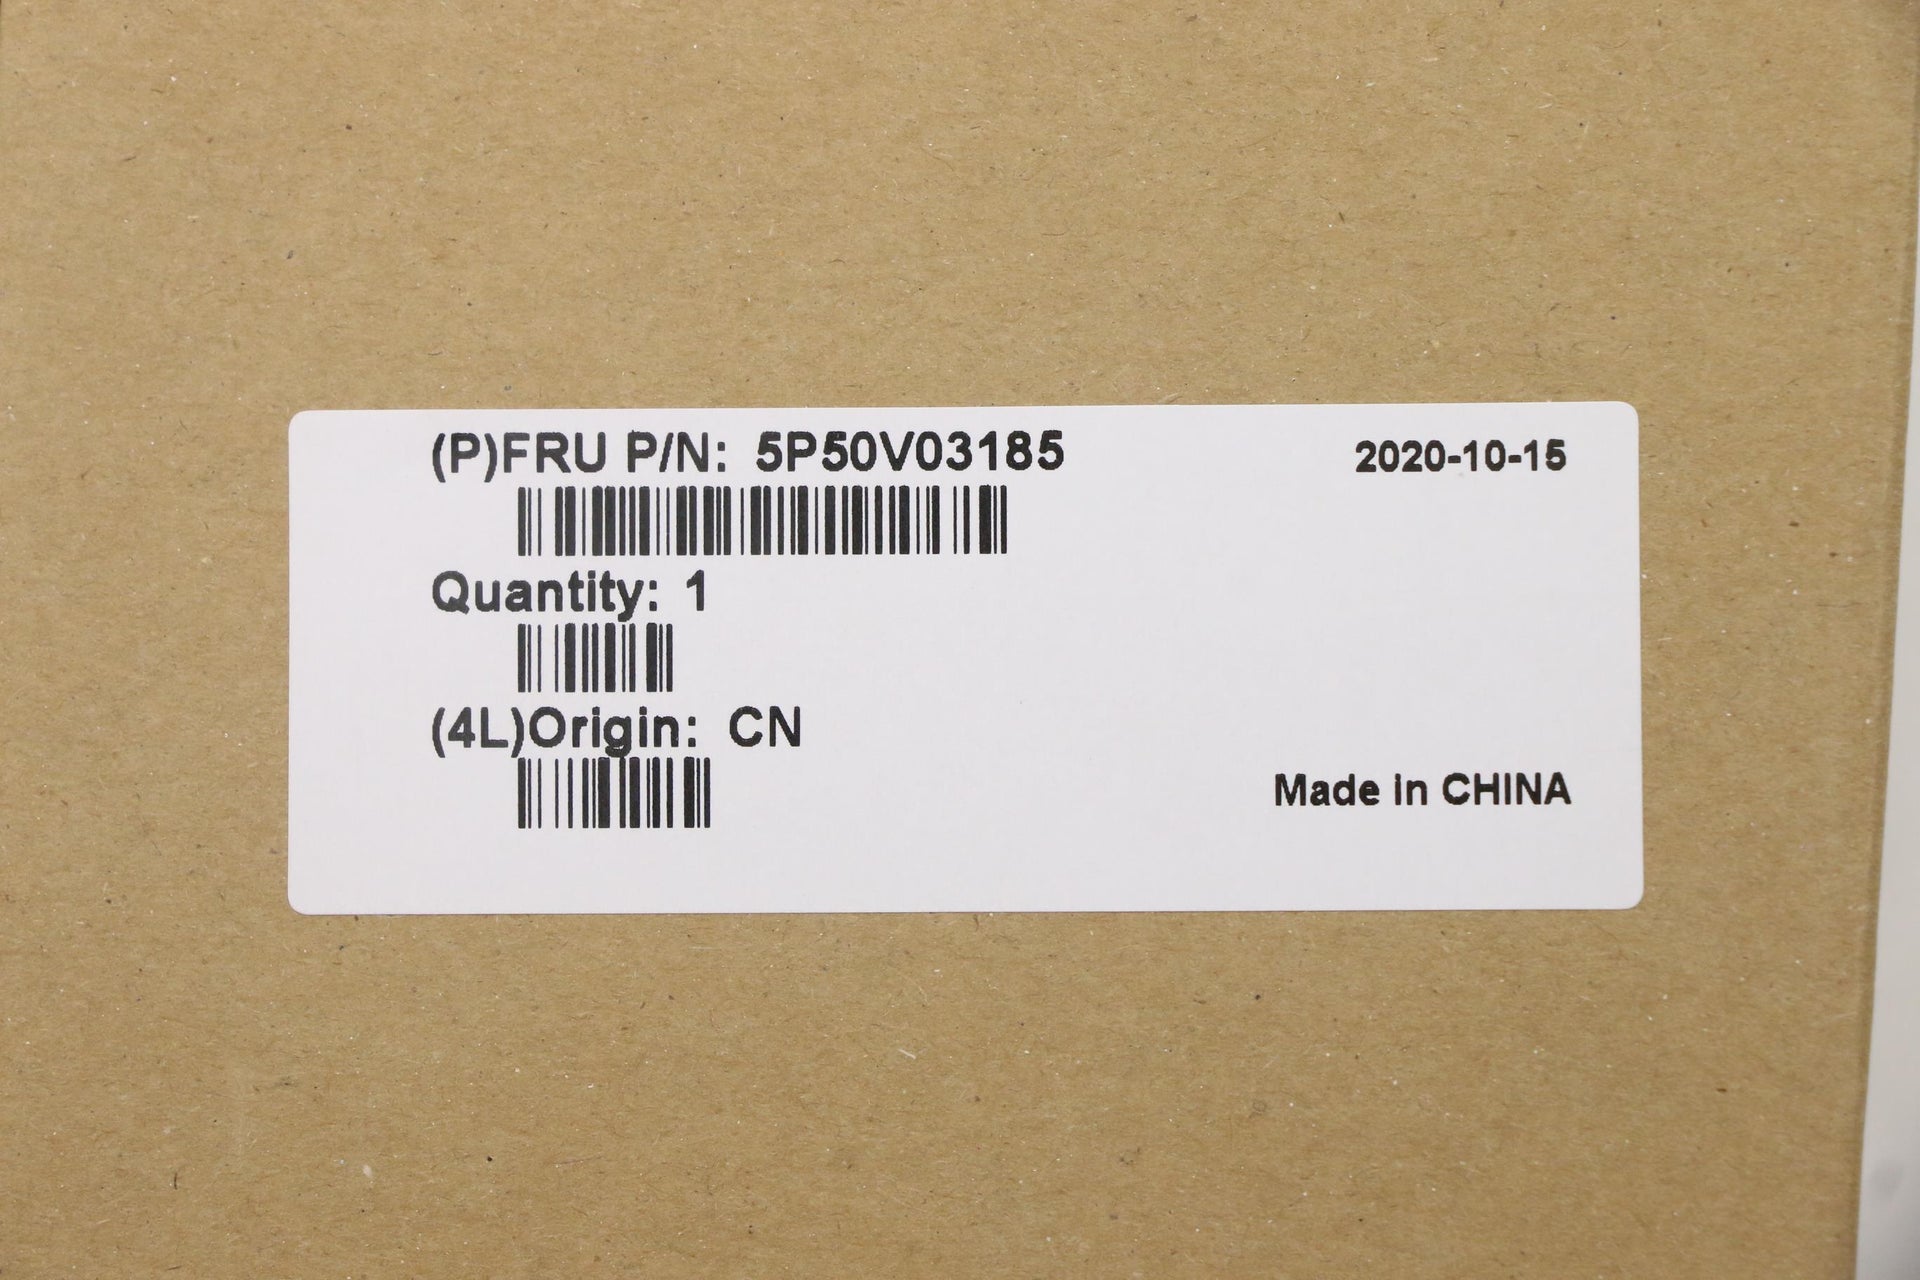 (P)FRU P/N: 5P50V03185
2020-10-15
Quantity: 1
(4L)Origin: CN
Made in CHINA